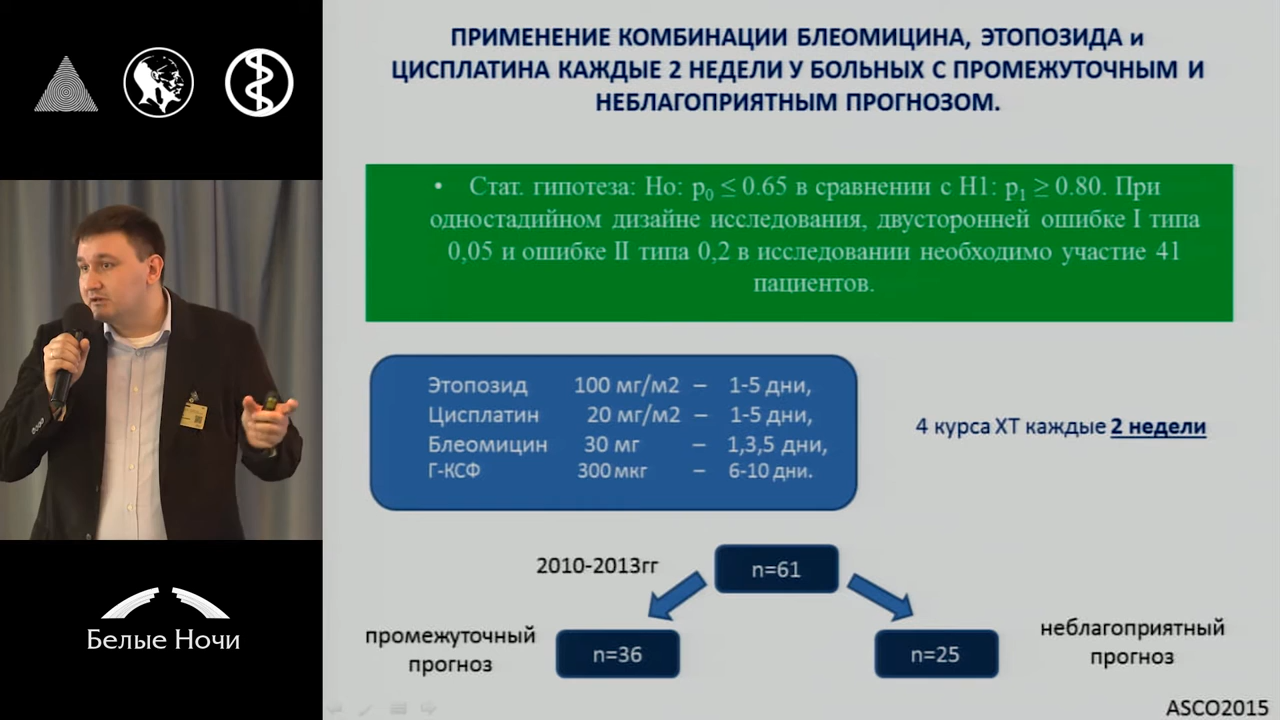 ПРИМЕНЕНИЕ КОМБИНАЦИИ БЛЕОМИЦИНА, ЭТОПОЗИДА и
ЦИСПЛАТИНА КАЖДЫЕ 2 НЕДЕЛИ У БОЛЬНЫХ С ПРОМЕЖУТОЧНЫМ И
НЕБЛАГОПРИЯТНЫМ ПРОГНОЗОМ.
• Стат. гипотеза: Но: p₀ ≤ 0.65 в сравнении с H1: p₁ ≥ 0.80. При
одностадийном дизайне исследования, двусторонней ошибке I типа
0,05 и ошибке II типа 0,2 в исследовании необходимо участие 41
пациентов.
Этопозид 100 мг/м2 – 1-5 дни,
Цисплатин 20 мг/м2 – 1-5 дни,
Блеомицин 30 мг – 1,3,5 дни,
Г-КСФ 300 мкг – 6-10 дни.
4 курса ХТ каждые 2 недели
2010-2013гг
n=61
промежуточный
прогноз
n=36
n=25
неблагоприятный
прогноз
ASCO2015
Белые Ночи